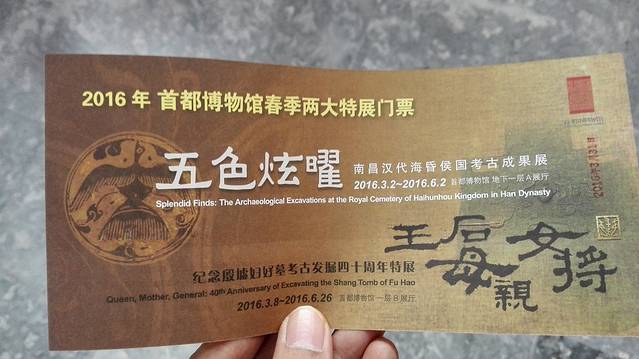 2016 年 首都博物馆春季两大特展门票
五色炫曜
南昌汉代海昏侯国考古成果展
2016.3.2~2016.6.2 首都博物馆 地下一层 A 展厅
Splendid Finds: The Archaeological Excavations at the Royal Cemetery of Haihunhou Kingdom in Han Dynasty
王后 母親 女将
纪念殷墟妇好墓考古发掘四十周年特展
Queen, Mother, General: 40th Anniversary of Excavating the Shang Tomb of Fu Hao
2016.3.8~2016.6.26 首都博物馆 一层 B 展厅